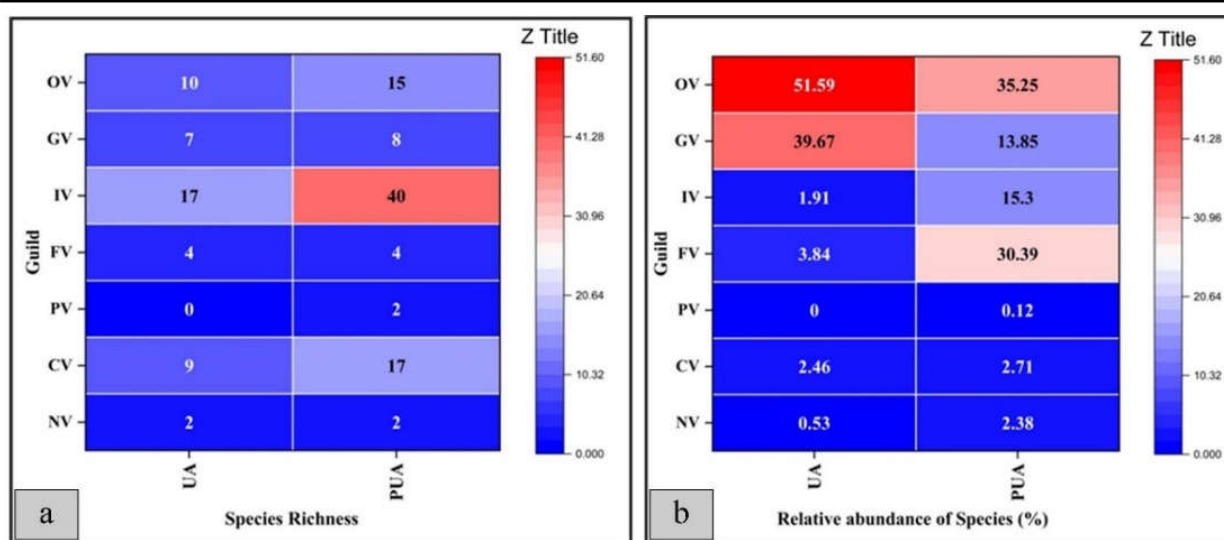 Z Title
OV 10 15
GV 7 8
IV 17 40
FV 4 4
PV 0 2
CV 9 17
NV 2 2
Guild
UA PUA
Species Richness
51.60
41.28
30.96
20.64
10.32
0.000
a
Z Title
OV 51.59 35.25
GV 39.67 13.85
IV 1.91 15.3
FV 3.84 30.39
PV 0 0.12
CV 2.46 2.71
NV 0.53 2.38
Guild
UA PUA
Relative abundance of Species (%)
51.60
41.28
30.96
20.64
10.32
0.000
b